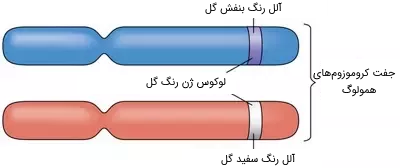 آلل رنگ بنفش گل
جفت کروموزوم‌های
همولوگ
لوکوس ژن رنگ گل
آلل رنگ سفید گل